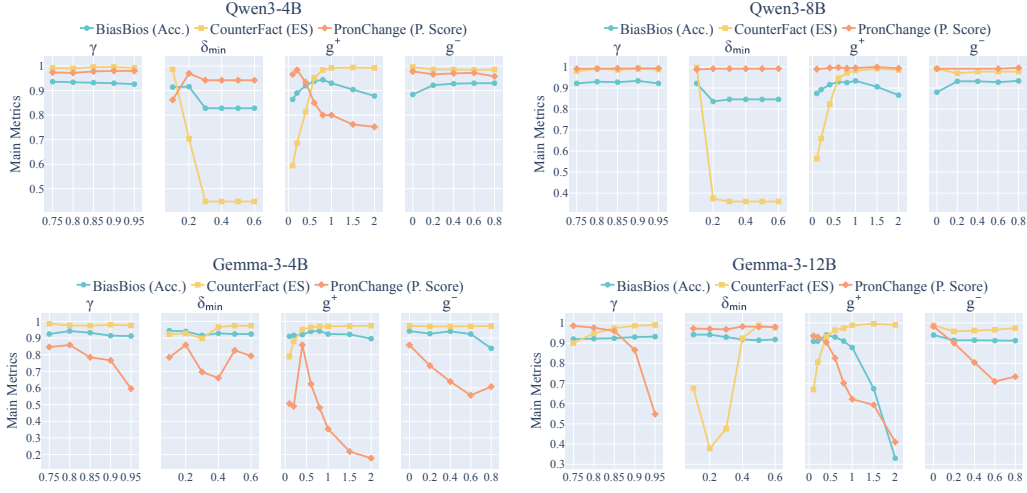 Qwen3-4B
BiasBios (Acc.) CounterFact (ES) PronChange (P. Score)
γ δmin g⁺ g⁻
Main Metrics
1
0.9
0.8
0.7
0.6
0.5
0.75 0.8 0.85 0.9 0.95
0.2 0.4 0.6
0 0.5 1 1.5 2
0 0.2 0.4 0.6 0.8
Qwen3-8B
BiasBios (Acc.) CounterFact (ES) PronChange (P. Score)
γ δmin g⁺ g⁻
Main Metrics
1
0.9
0.8
0.7
0.6
0.5
0.4
0.75 0.8 0.85 0.9 0.95
0.2 0.4 0.6
0 0.5 1 1.5 2
0 0.2 0.4 0.6 0.8
Gemma-3-4B
BiasBios (Acc.) CounterFact (ES) PronChange (P. Score)
γ δmin g⁺ g⁻
Main Metrics
1
0.9
0.8
0.7
0.6
0.5
0.4
0.3
0.2
0.75 0.8 0.85 0.9 0.95
0.2 0.4 0.6
0 0.5 1 1.5 2
0 0.2 0.4 0.6 0.8
Gemma-3-12B
BiasBios (Acc.) CounterFact (ES) PronChange (P. Score)
γ δmin g⁺ g⁻
Main Metrics
1
0.9
0.8
0.7
0.6
0.5
0.4
0.3
0.75 0.8 0.85 0.9 0.95
0.2 0.4 0.6
0 0.5 1 1.5 2
0 0.2 0.4 0.6 0.8